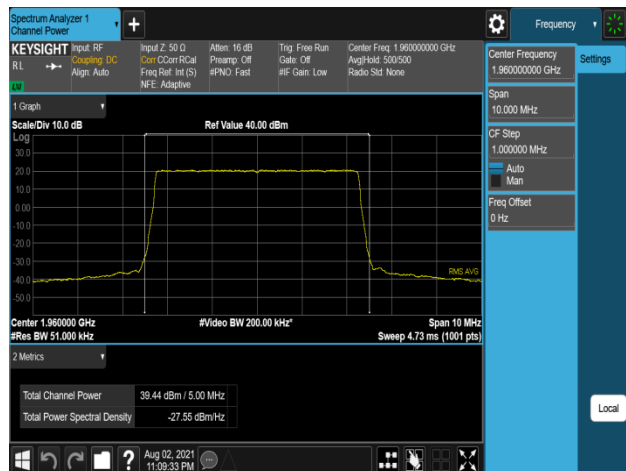 Spectrum Analyzer 1
Channel Power
+
Frequency
KEYSIGHT
RL
LXI
Input: RF
Coupling: DC
Align: Auto
Input Z: 50 Ω
Corr CCorr RCal
Freq Ref: Int (S)
NFE: Adaptive
Atten: 16 dB
Preamp: Off
#PNO: Fast
Trig: Free Run
Gate: Off
#IF Gain: Low
Center Freq: 1.960000000 GHz
Avg|Hold: 500/500
Radio Std: None
Center Frequency
1.960000000 GHz
Settings
Span
10.000 MHz
CF Step
1.000000 MHz
Auto
Man
Freq Offset
0 Hz
1 Graph
Scale/Div 10.0 dB
Ref Value 40.00 dBm
Log
30.0
20.0
10.0
0.00
-10.0
-20.0
-30.0
-40.0
-50.0
RMS AVG
Center 1.960000 GHz
#Video BW 200.00 kHz*
Span 10 MHz
#Res BW 51.000 kHz
Sweep 4.73 ms (1001 pts)
2 Metrics
Total Channel Power 39.44 dBm / 5.00 MHz
Total Power Spectral Density -27.55 dBm/Hz
Local
?
Aug 02, 2021
11:09:33 PM